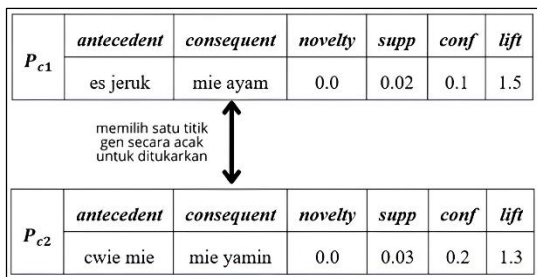 P_c1 antecedent consequent novelty supp conf lift
es jeruk mie ayam 0.0 0.02 0.1 1.5
memilih satu titik
gen secara acak
untuk ditukarkan
P_c2 antecedent consequent novelty supp conf lift
cwie mie mie yamin 0.0 0.03 0.2 1.3